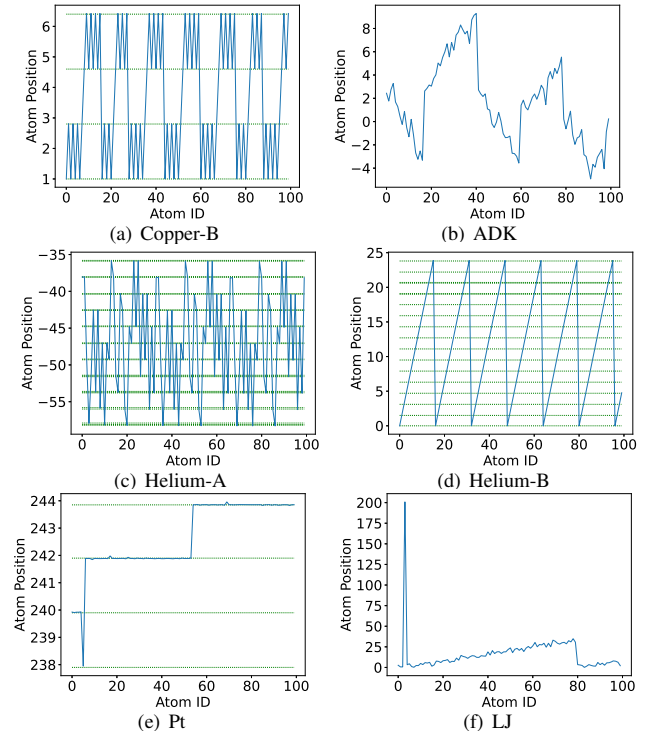 6
5
4
3
2
1
0 20 40 60 80 100
Atom Position
Atom ID
(a) Copper-B
8
6
4
2
0
−2
−4
0 20 40 60 80 100
Atom Position
Atom ID
(b) ADK
−35
−40
−45
−50
−55
0 20 40 60 80 100
Atom Position
Atom ID
(c) Helium-A
25
20
15
10
5
0
0 20 40 60 80 100
Atom Position
Atom ID
(d) Helium-B
244
243
242
241
240
239
238
0 20 40 60 80 100
Atom Position
Atom ID
(e) Pt
200
175
150
125
100
75
50
25
0
0 20 40 60 80 100
Atom Position
Atom ID
(f) LJ